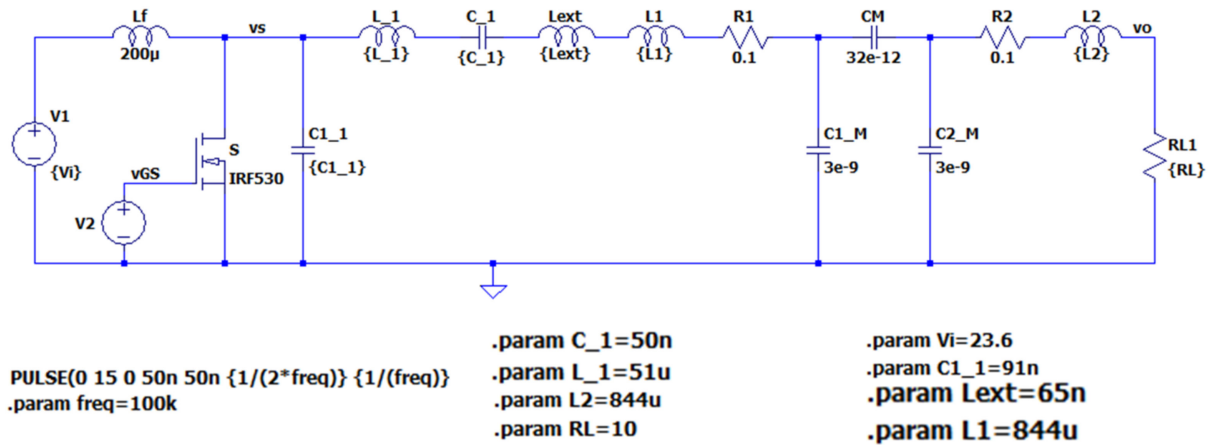 Lf
200µ
vs
L_1
{L_1}
C_1
{C_1}
Lext
{Lext}
L1
{L1}
R1
0.1
CM
32e-12
R2
0.1
L2
{L2}
vo
V1
{Vi}
vGS
V2
S
IRF530
C1_1
{C1_1}
C1_M
3e-9
C2_M
3e-9
RL1
{RL}
PULSE(0 15 0 50n 50n {1/(2*freq)} {1/(freq)}
.param freq=100k
.param C_1=50n
.param L_1=51u
.param L2=844u
.param RL=10
.param Vi=23.6
.param C1_1=91n
.param Lext=65n
.param L1=844u